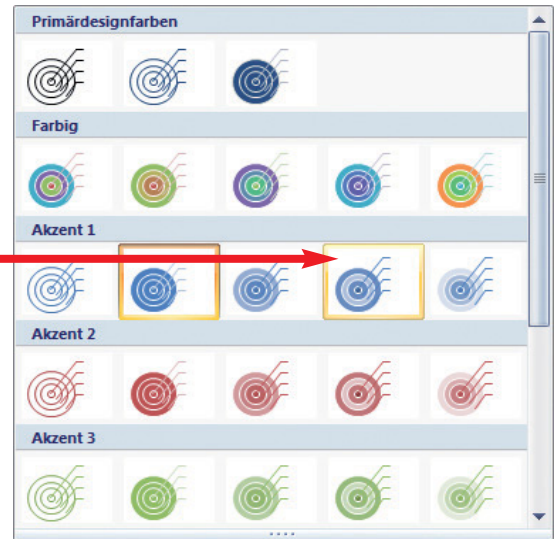 Primärdesignfarben
Farbig
Akzent 1
Akzent 2
Akzent 3